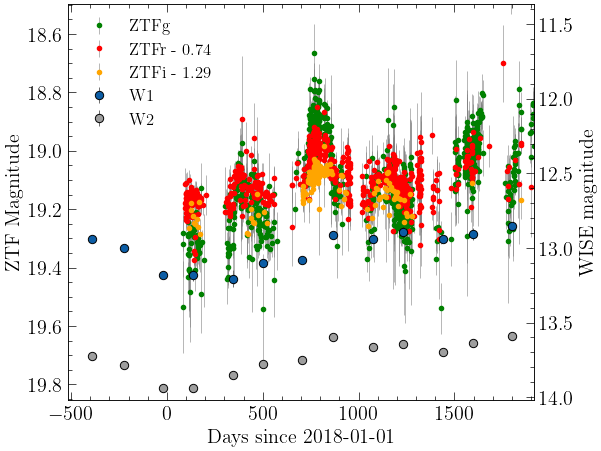 ZTFg
ZTFr - 0.74
ZTFi - 1.29
W1
W2
ZTF Magnitude
18.6
18.8
19.0
19.2
19.4
19.6
19.8
11.5
12.0
12.5
13.0
13.5
14.0
WISE magnitude
−500
0
500
1000
1500
Days since 2018-01-01